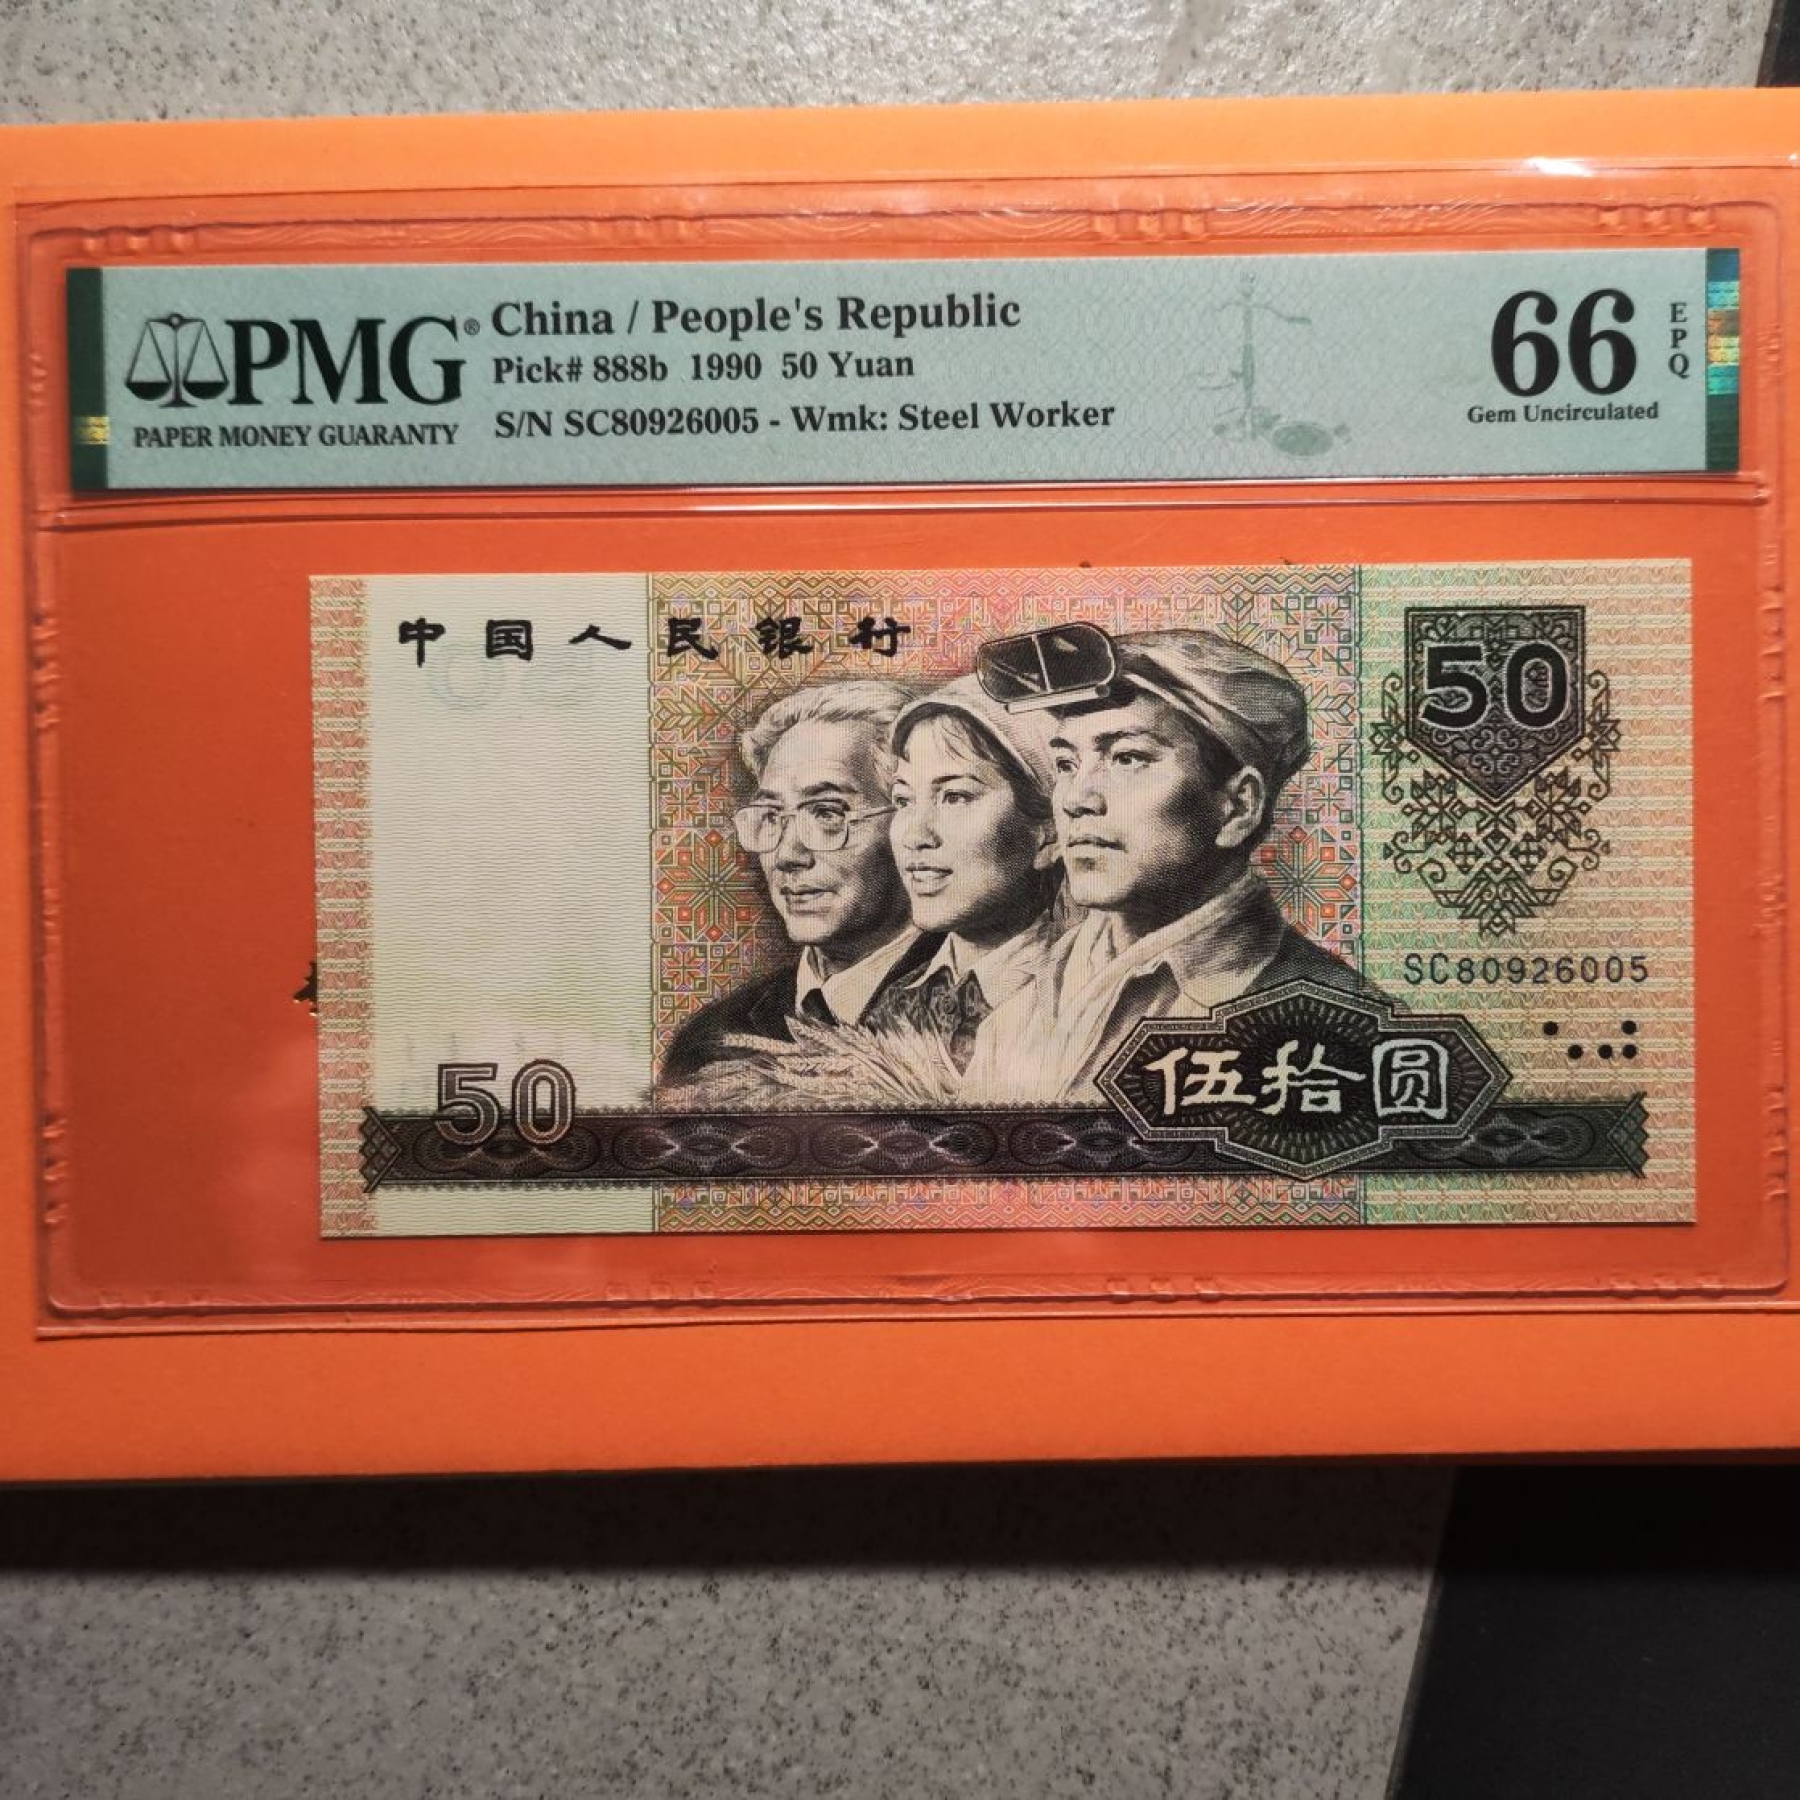 PMG®
PAPER MONEY GUARANTY
China / People's Republic
Pick# 888b 1990 50 Yuan
S/N SC80926005 - Wmk: Steel Worker
66
EPQ
Gem Uncirculated
中国人民银行
50
SC80926005
50
伍拾圆